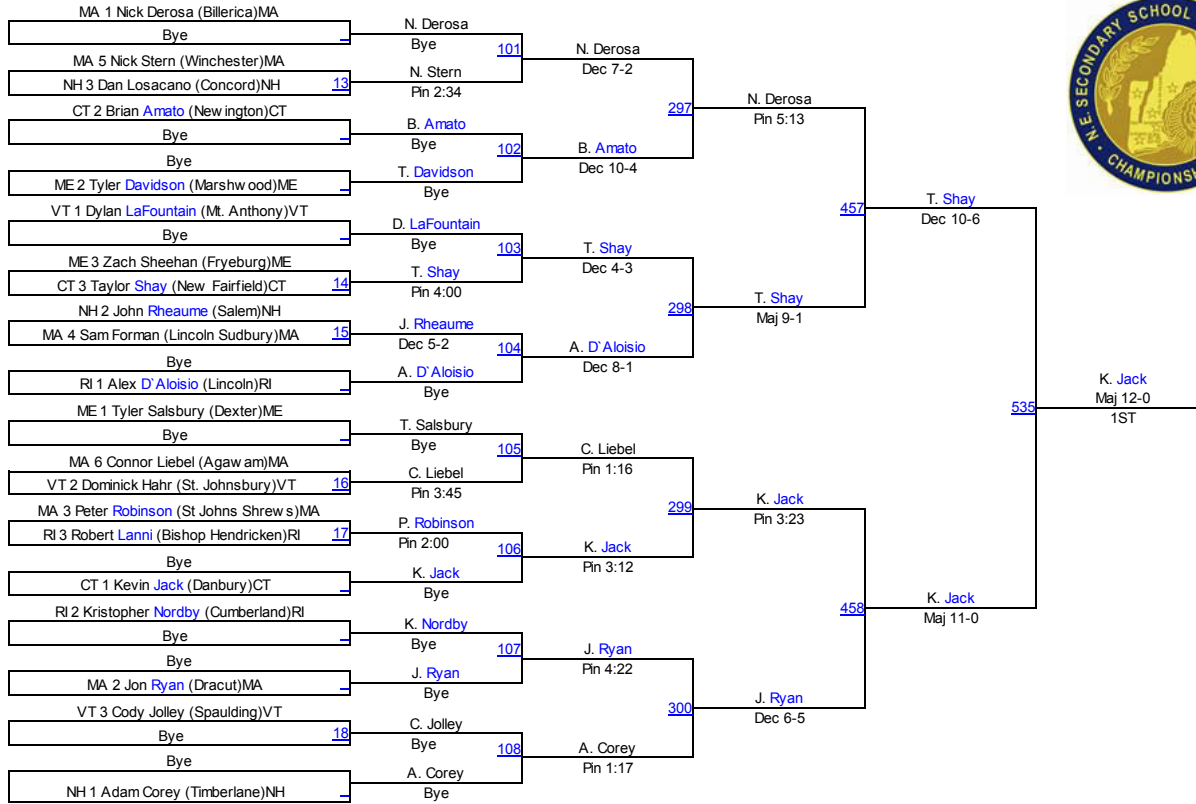 MA 1 Nick Derosa (Billerica)MA
Bye
MA 5 Nick Stern (Winchester)MA
NH 3 Dan Losacano (Concord)NH 13
CT 2 Brian Amato (Newington)CT
Bye
Bye
ME 2 Tyler Davidson (Marshwood)ME
VT 1 Dylan LaFountain (Mt. Anthony)VT
Bye
ME 3 Zach Sheehan (Fryeburg)ME
CT 3 Taylor Shay (New Fairfield)CT 14
NH 2 John Rheaume (Salem)NH
MA 4 Sam Forman (Lincoln Sudbury)MA 15
Bye
RI 1 Alex D`Aloisio (Lincoln)RI
ME 1 Tyler Salsbury (Dexter)ME
Bye
MA 6 Connor Liebel (Agawam)MA
VT 2 Dominick Hahr (St. Johnsbury)VT 16
MA 3 Peter Robinson (St Johns Shrews)MA
RI 3 Robert Lanni (Bishop Hendricken)RI 17
Bye
CT 1 Kevin Jack (Danbury)CT
RI 2 Kristopher Nordby (Cumberland)RI
Bye
Bye
MA 2 Jon Ryan (Dracut)MA
VT 3 Cody Jolley (Spaulding)VT
Bye 18
Bye
NH 1 Adam Corey (Timberlane)NH
N. Derosa
Bye
101
N. Stern
Pin 2:34
B. Amato
Bye
102
T. Davidson
Bye
D. LaFountain
Bye
103
T. Shay
Pin 4:00
J. Rheaume
Dec 5-2
104
A. D`Aloisio
Bye
T. Salsbury
Bye
105
C. Liebel
Pin 3:45
P. Robinson
Pin 2:00
106
K. Jack
Bye
K. Nordby
Bye
107
J. Ryan
Bye
C. Jolley
Bye
108
A. Corey
Bye
N. Derosa
Dec 7-2
297
B. Amato
Dec 10-4
T. Shay
Dec 4-3
298
A. D`Aloisio
Dec 8-1
C. Liebel
Pin 1:16
299
K. Jack
Pin 3:12
J. Ryan
Pin 4:22
300
A. Corey
Pin 1:17
N. Derosa
Pin 5:13
457
T. Shay
Maj 9-1
K. Jack
Pin 3:23
458
J. Ryan
Dec 6-5
T. Shay
Dec 10-6
535
K. Jack
Maj 11-0
K. Jack
Maj 12-0
1ST
N.E. SECONDARY SCHOOL
CHAMPIONS